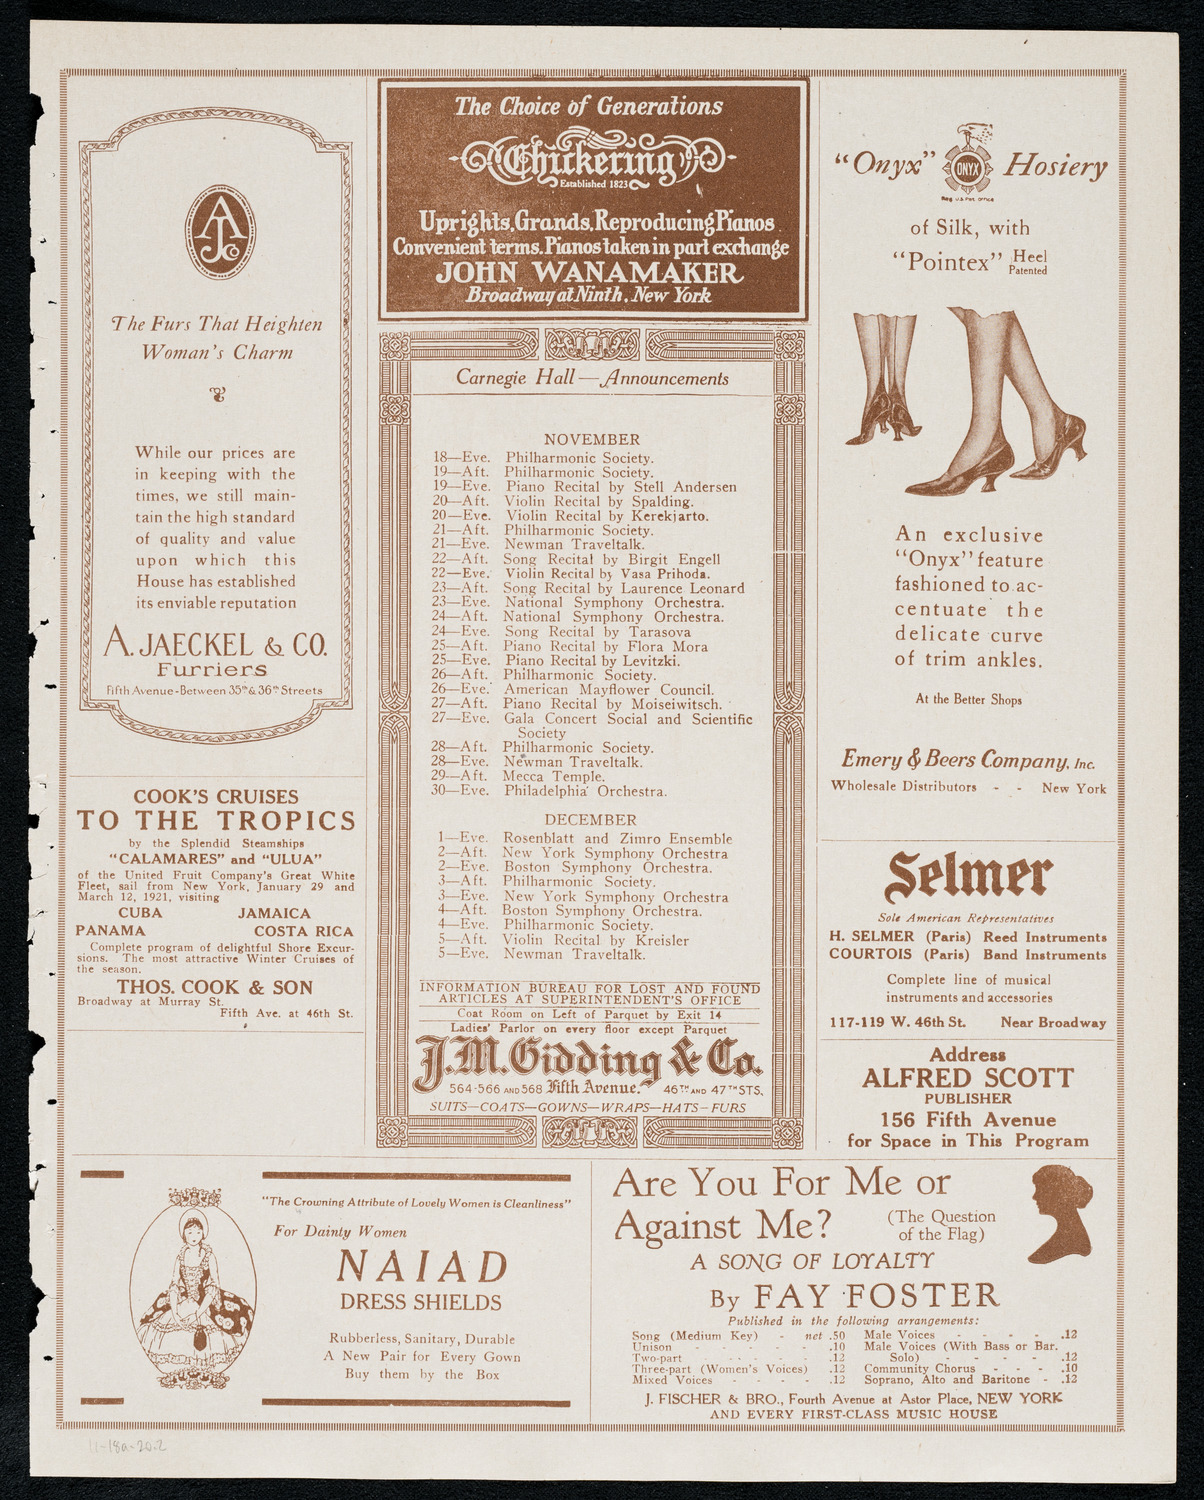 AJCo
The Furs That Heighten
Woman's Charm
While our prices are
in keeping with the
times, we still main-
tain the high standard
of quality and value
upon which this
House has established
its enviable reputation
A. JAECKEL & CO.
Furriers
Fifth Avenue-Between 35th & 36th Streets
COOK'S CRUISES
TO THE TROPICS
by the Splendid Steamships
"CALAMARES" and "ULUA"
of the United Fruit Company's Great White
Fleet, sail from New York, January 29 and
March 12, 1921, visiting
CUBA JAMAICA
PANAMA COSTA RICA
Complete program of delightful Shore Excur-
sions. The most attractive Winter Cruises of
the season.
THOS. COOK & SON
Broadway at Murray St.
Fifth Ave. at 46th St.
The Choice of Generations
Chickering
Established 1823
Uprights, Grands, Reproducing Pianos
Convenient terms. Pianos taken in part exchange
JOHN WANAMAKER
Broadway at Ninth, New York
Carnegie Hall—Announcements
NOVEMBER
18—Eve. Philharmonic Society.
19—Aft. Philharmonic Society.
19—Eve. Piano Recital by Stell Andersen
20—Aft. Violin Recital by Spalding.
20—Eve. Violin Recital by Kerekjarto.
21—Aft. Philharmonic Society.
21—Eve. Newman Traveltalk.
22—Aft. Song Recital by Birgit Engell
22—Eve. Violin Recital by Vasa Prihoda.
23—Aft. Song Recital by Laurence Leonard
23—Eve. National Symphony Orchestra.
24—Aft. National Symphony Orchestra.
24—Eve. Song Recital by Tarasova
25—Aft. Piano Recital by Flora Mora
25—Eve. Piano Recital by Levitzki.
26—Aft. Philharmonic Society.
26—Eve. American Mayflower Council.
27—Aft. Piano Recital by Moiseiwitsch.
27—Eve. Gala Concert Social and Scientific
Society
28—Aft. Philharmonic Society.
28—Eve. Newman Traveltalk.
29—Aft. Mecca Temple.
30—Eve. Philadelphia Orchestra.
DECEMBER
1—Eve. Rosenblatt and Zimro Ensemble
2—Aft. New York Symphony Orchestra
2—Eve. Boston Symphony Orchestra.
3—Aft. Philharmonic Society.
3—Eve. New York Symphony Orchestra
4—Aft. Boston Symphony Orchestra.
4—Eve. Philharmonic Society.
5—Aft. Violin Recital by Kreisler
5—Eve. Newman Traveltalk.
INFORMATION BUREAU FOR LOST AND FOUND
ARTICLES AT SUPERINTENDENT'S OFFICE
Coat Room on Left of Parquet by Exit 14
Ladies' Parlor on every floor except Parquet
J.M. Gidding & Co.
564-566 AND 568 Fifth Avenue. 46TH AND 47TH STS.
SUITS—COATS—GOWNS—WRAPS—HATS—FURS
"Onyx" ONYX Hosiery
Reg. U.S. Pat. Office
of Silk, with
"Pointex" Heel
Patented
An exclusive
"Onyx" feature
fashioned to ac-
centuate the
delicate curve
of trim ankles.
At the Better Shops
Emery & Beers Company, Inc.
Wholesale Distributors - - New York
Selmer
Sole American Representatives
H. SELMER (Paris) Reed Instruments
COURTOIS (Paris) Band Instruments
Complete line of musical
instruments and accessories
117-119 W. 46th St. Near Broadway
Address
ALFRED SCOTT
PUBLISHER
156 Fifth Avenue
for Space in This Program
"The Crowning Attribute of Lovely Women is Cleanliness"
For Dainty Women
NAIAD
DRESS SHIELDS
Rubberless, Sanitary, Durable
A New Pair for Every Gown
Buy them by the Box
Are You For Me or
Against Me? (The Question
of the Flag)
A SONG OF LOYALTY
By FAY FOSTER
Published in the following arrangements:
Song (Medium Key) - net .50
Unison - - - - - .10
Two-part - - - - .12
Three-part (Women's Voices) .12
Mixed Voices - - - - .12
Male Voices - - - - .12
Male Voices (With Bass or Bar.
Solo) - - - - .12
Community Chorus - - - .10
Soprano, Alto and Baritone - .12
J. FISCHER & BRO., Fourth Avenue at Astor Place, NEW YORK
AND EVERY FIRST-CLASS MUSIC HOUSE
11-18a-20.2